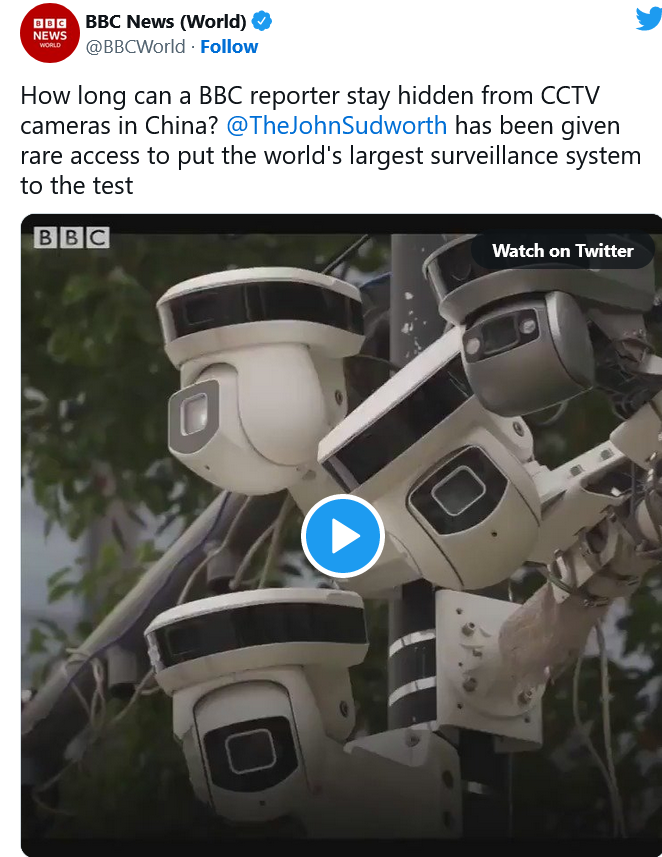 BBC
NEWS
WORLD
BBC News (World)
@BBCWorld · Follow
How long can a BBC reporter stay hidden from CCTV
cameras in China? @TheJohnSudworth has been given
rare access to put the world's largest surveillance system
to the test
BBC
Watch on Twitter